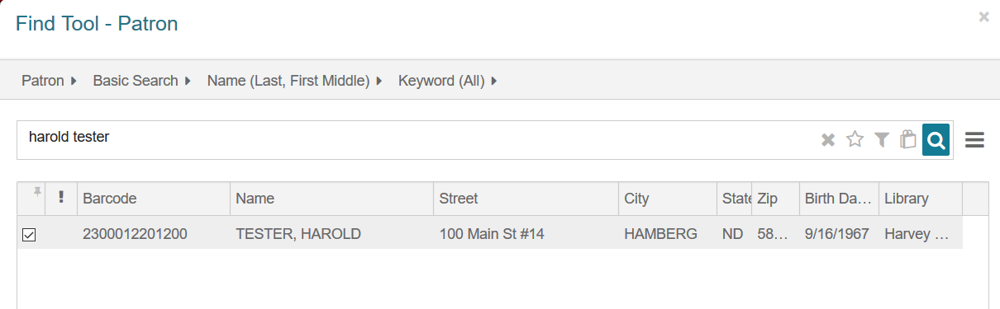 Find Tool - Patron
Patron Basic Search Name (Last, First Middle) Keyword (All)
harold tester
! Barcode Name Street City State Zip Birth Da... Library
2300012201200 TESTER, HAROLD 100 Main St #14 HAMBERG ND 58... 9/16/1967 Harvey ...